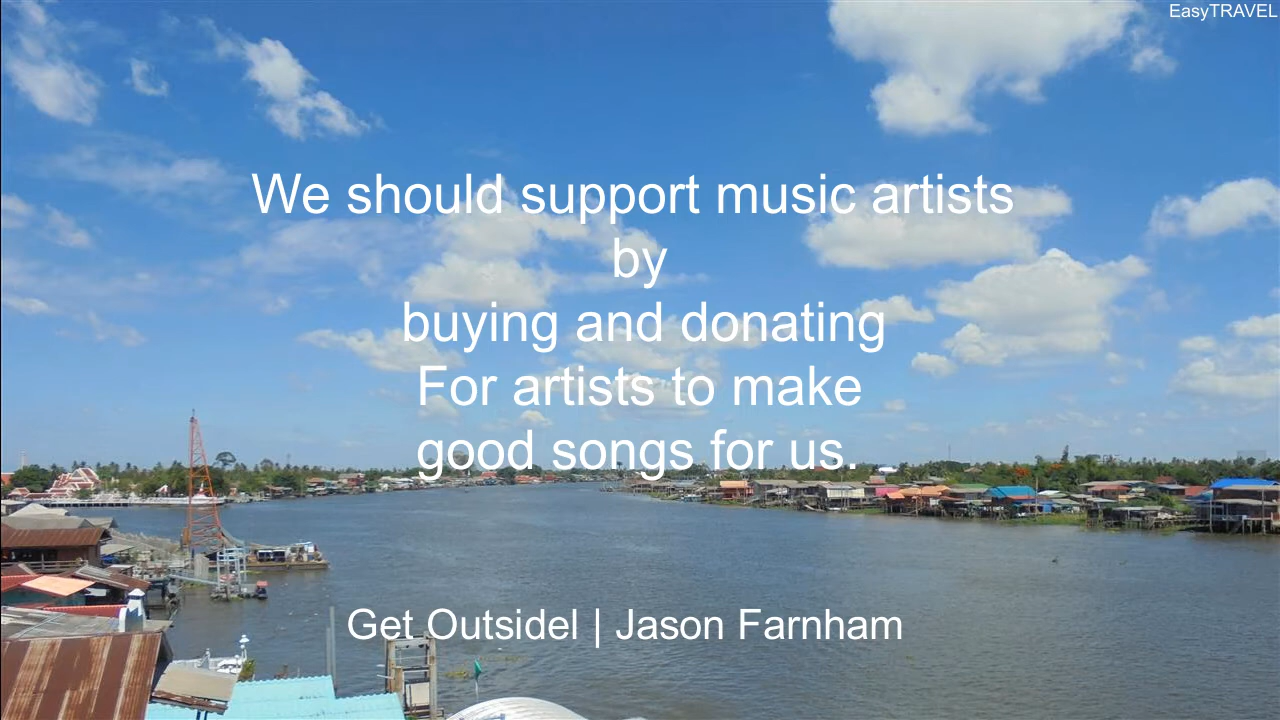 EasyTRAVEL
We should support music artists
by
buying and donating
For artists to make
good songs for us.
Get Outsidel | Jason Farnham